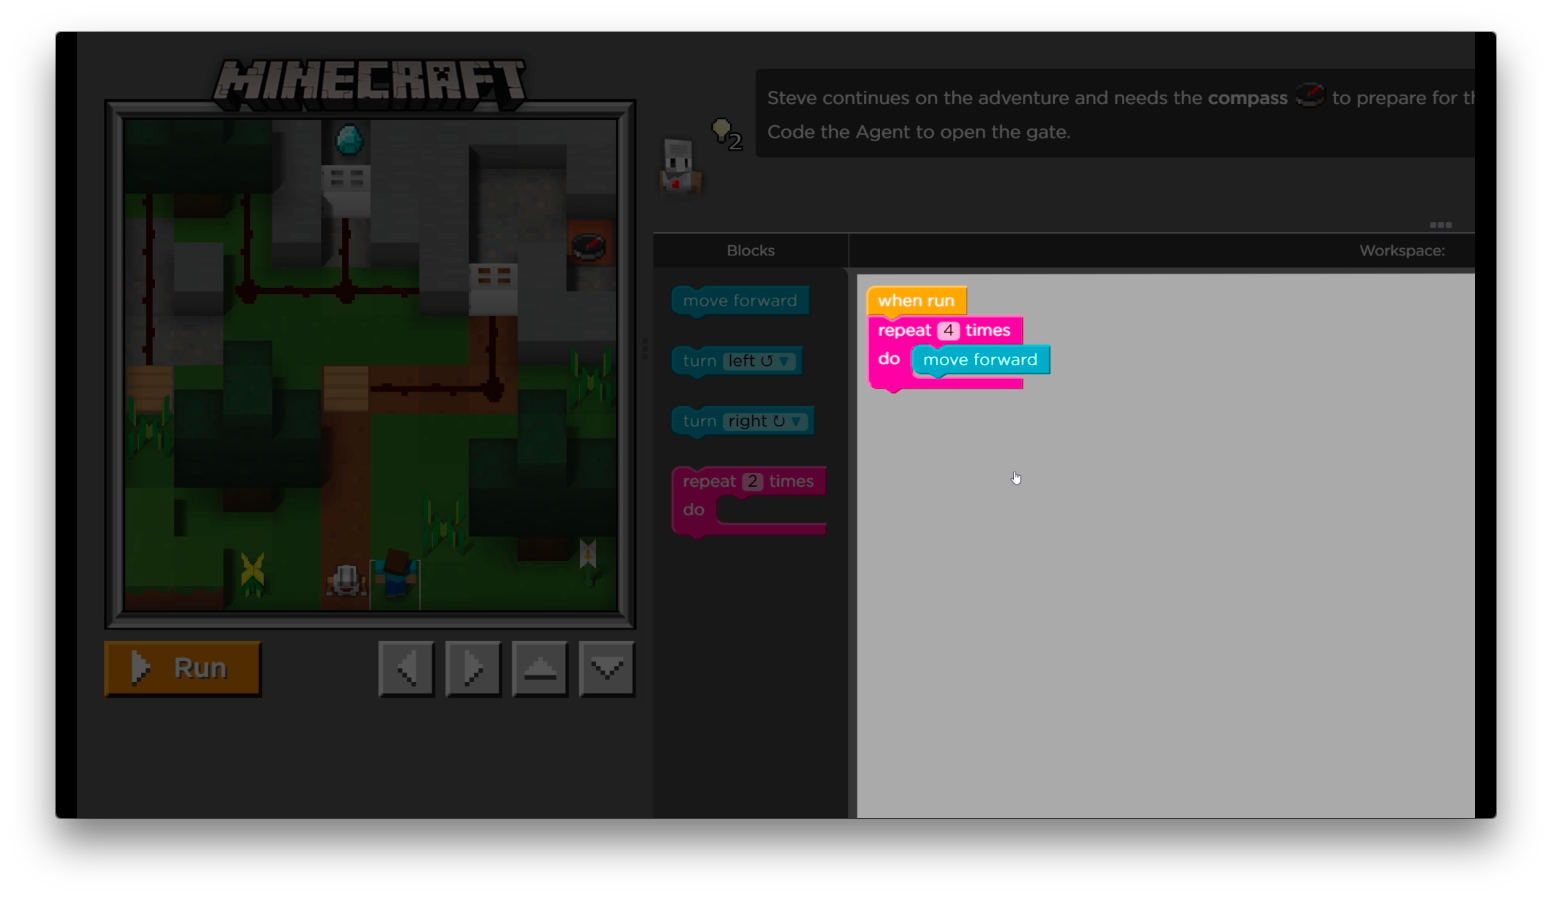 MINECRAFT
Steve continues on the adventure and needs the compass to prepare for th
Code the Agent to open the gate.
2
Blocks
Workspace:
move forward
turn left ↺ ▼
turn right ↻ ▼
repeat 2 times
do
when run
repeat 4 times
do move forward
Run